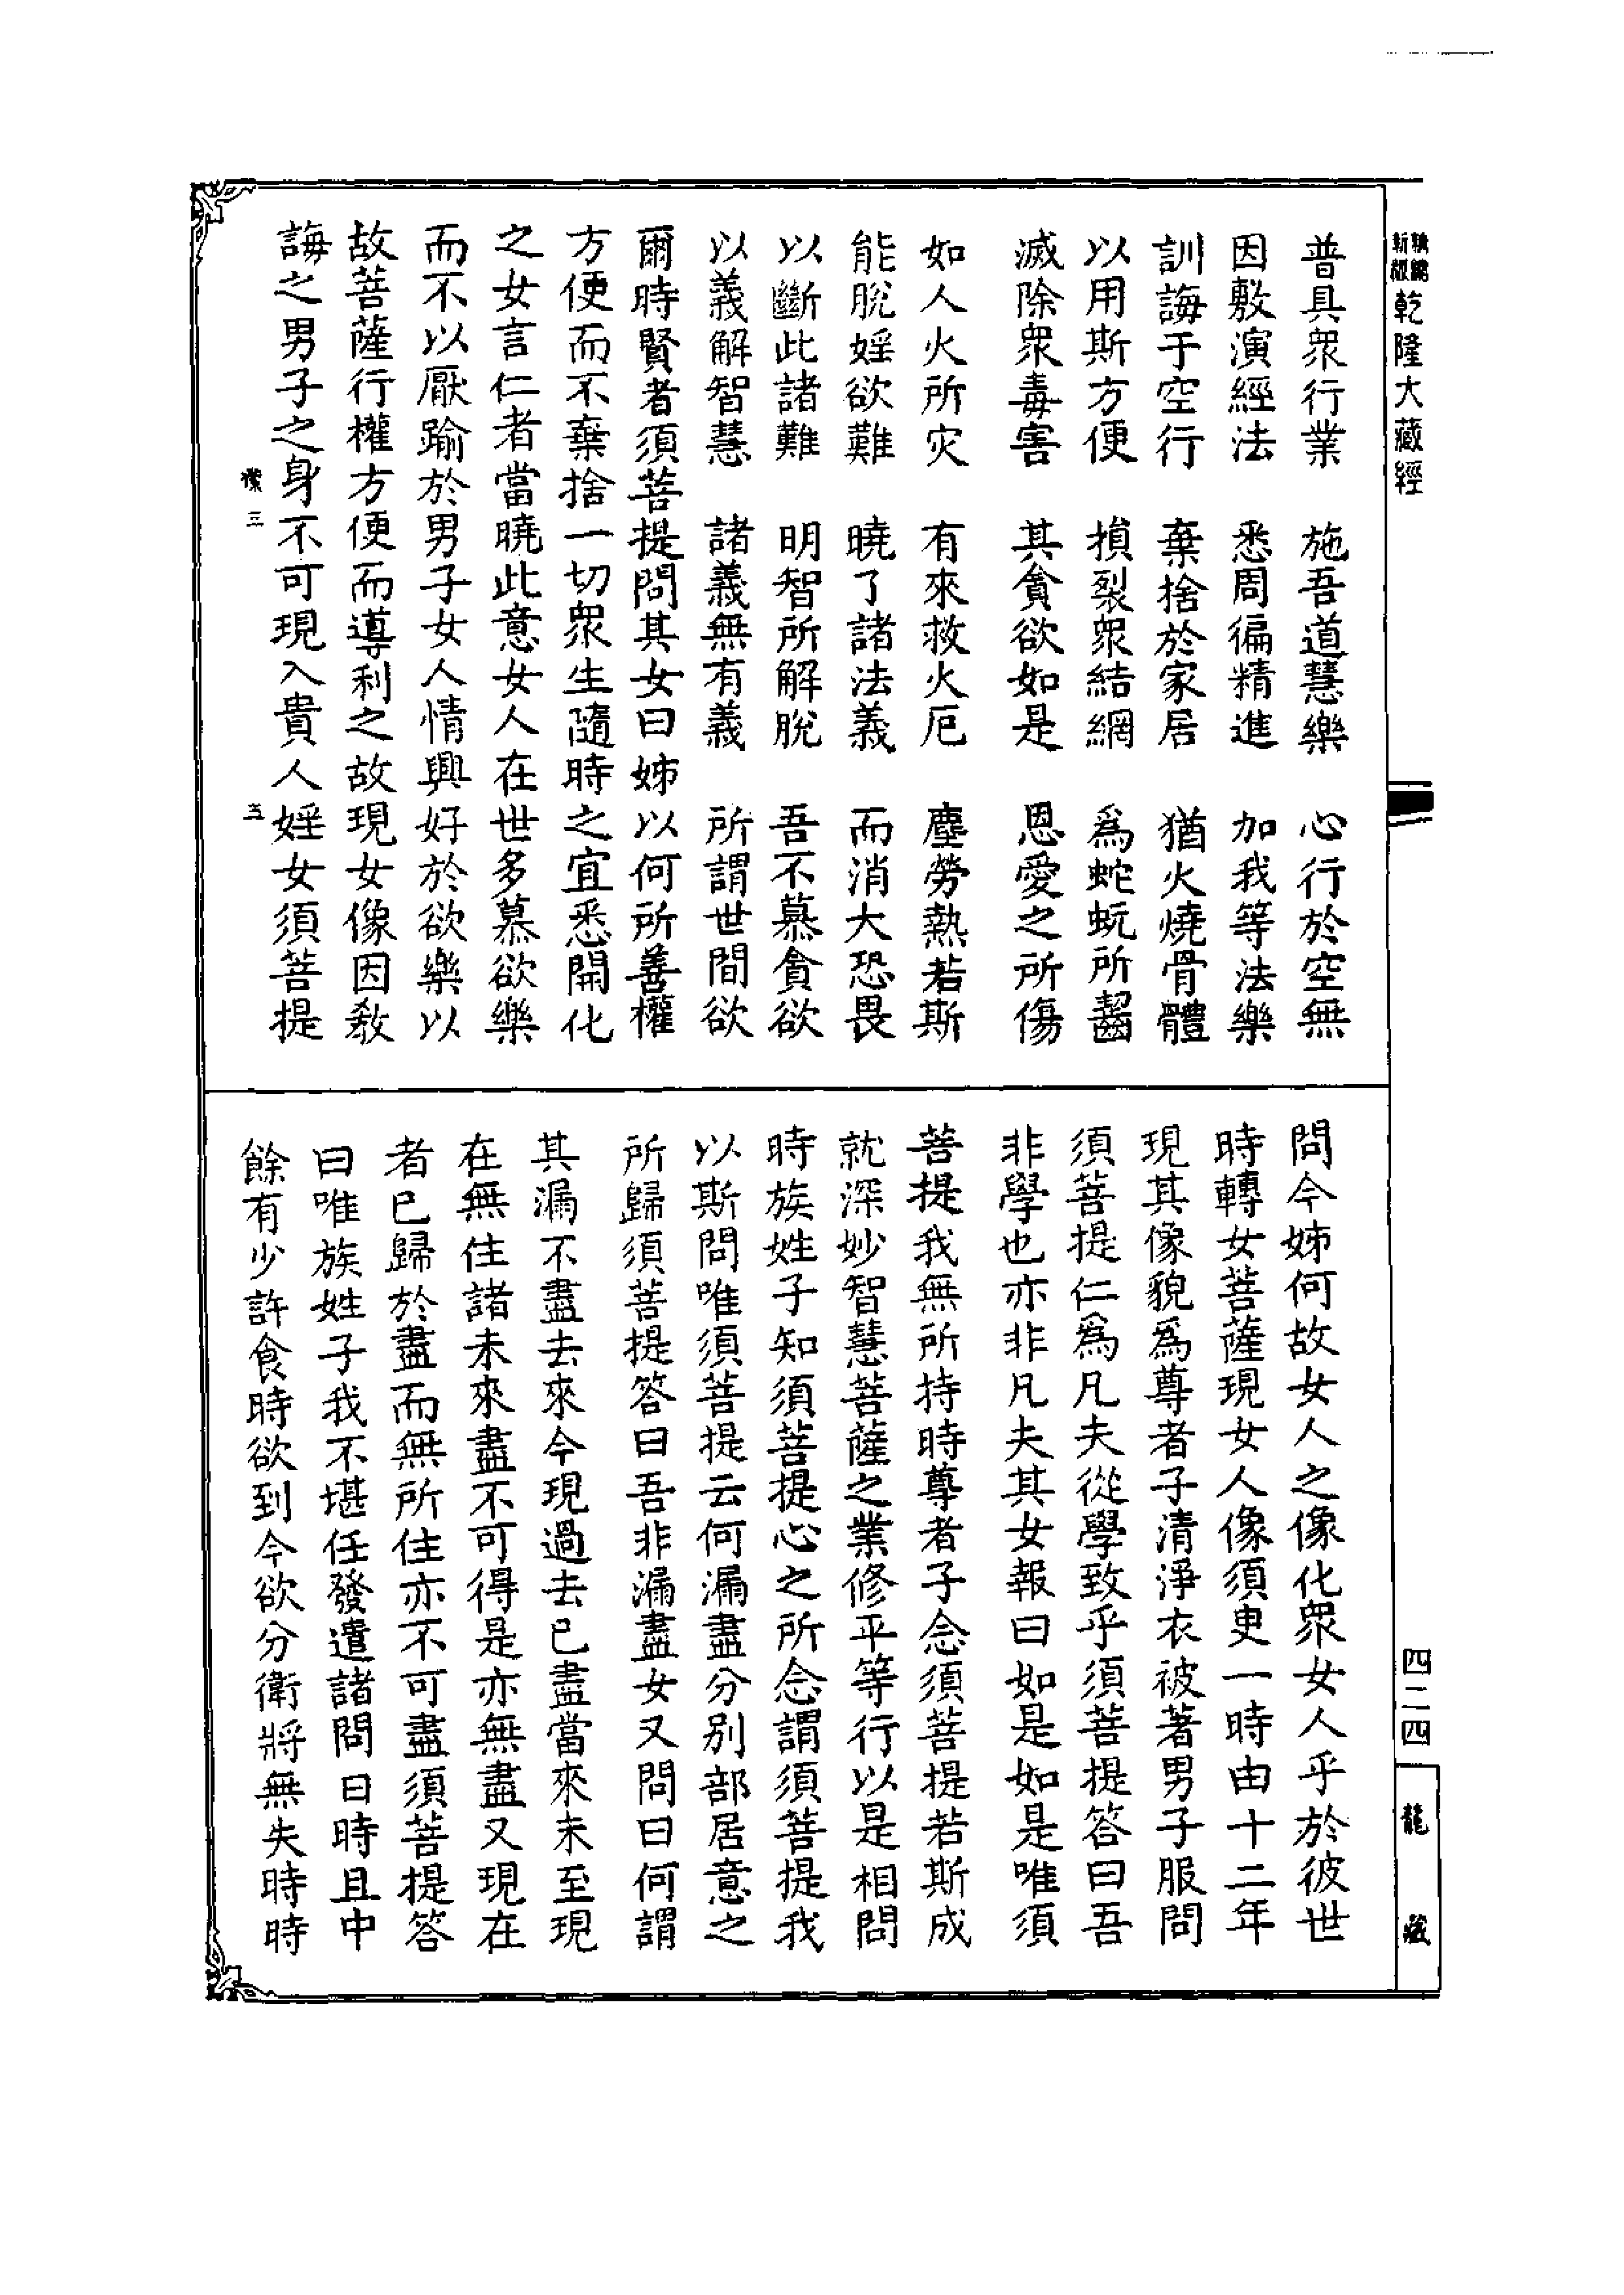 新版乾隆大藏經
普具眾行業　施吾道慧樂　心行於空無
因敷演經法　悉周徧精進　加我等法樂
訓誨于空行　棄捨於家居　猶火燒骨體
以用斯方便　損裂眾結網　為蛇蚖所齧
滅除眾毒害　其貪欲如是　恩愛之所傷
如人火所灾　有來救火厄　塵勞熱若斯
能脫婬欲難　曉了諸法義　而消大恐畏
以斷此諸難　明智所解脫　吾不慕貪欲
以義解智慧　諸義無有義　所謂世間欲
爾時賢者須菩提問其女曰姊以何所善權
方便而不棄捨一切眾生隨時之宜悉開化
之女言仁者當曉此意女人在世多慕欲樂
而不以厭踰於男子女人情興好於欲樂以
故菩薩行權方便而導利之故現女像因教
誨之男子之身不可現入貴人婬女須菩提
三
五
問今姊何故女人之像化眾女人乎於彼世
時轉女菩薩現女人像須臾一時由十二年
現其像貌為尊者子清淨衣被著男子服問
須菩提仁為凡夫從學致乎須菩提答曰吾
非學也亦非凡夫其女報曰如是如是唯須
菩提我無所持時尊者子念須菩提若斯成
就深妙智慧菩薩之業修平等行以是相問
時族姓子知須菩提心之所念謂須菩提我
以斯問唯須菩提云何漏盡分別部居意之
所歸須菩提答曰吾非漏盡女又問曰何謂
其漏不盡去來今現過去已盡當來未至現
在無住諸未來盡不可得是亦無盡又現在
者已歸於盡而無所住亦不可盡須菩提答
曰唯族姓子我不堪任發遣諸問曰時且中
餘有少許食時欲到今欲分衛將無失時時
四二四
龍藏